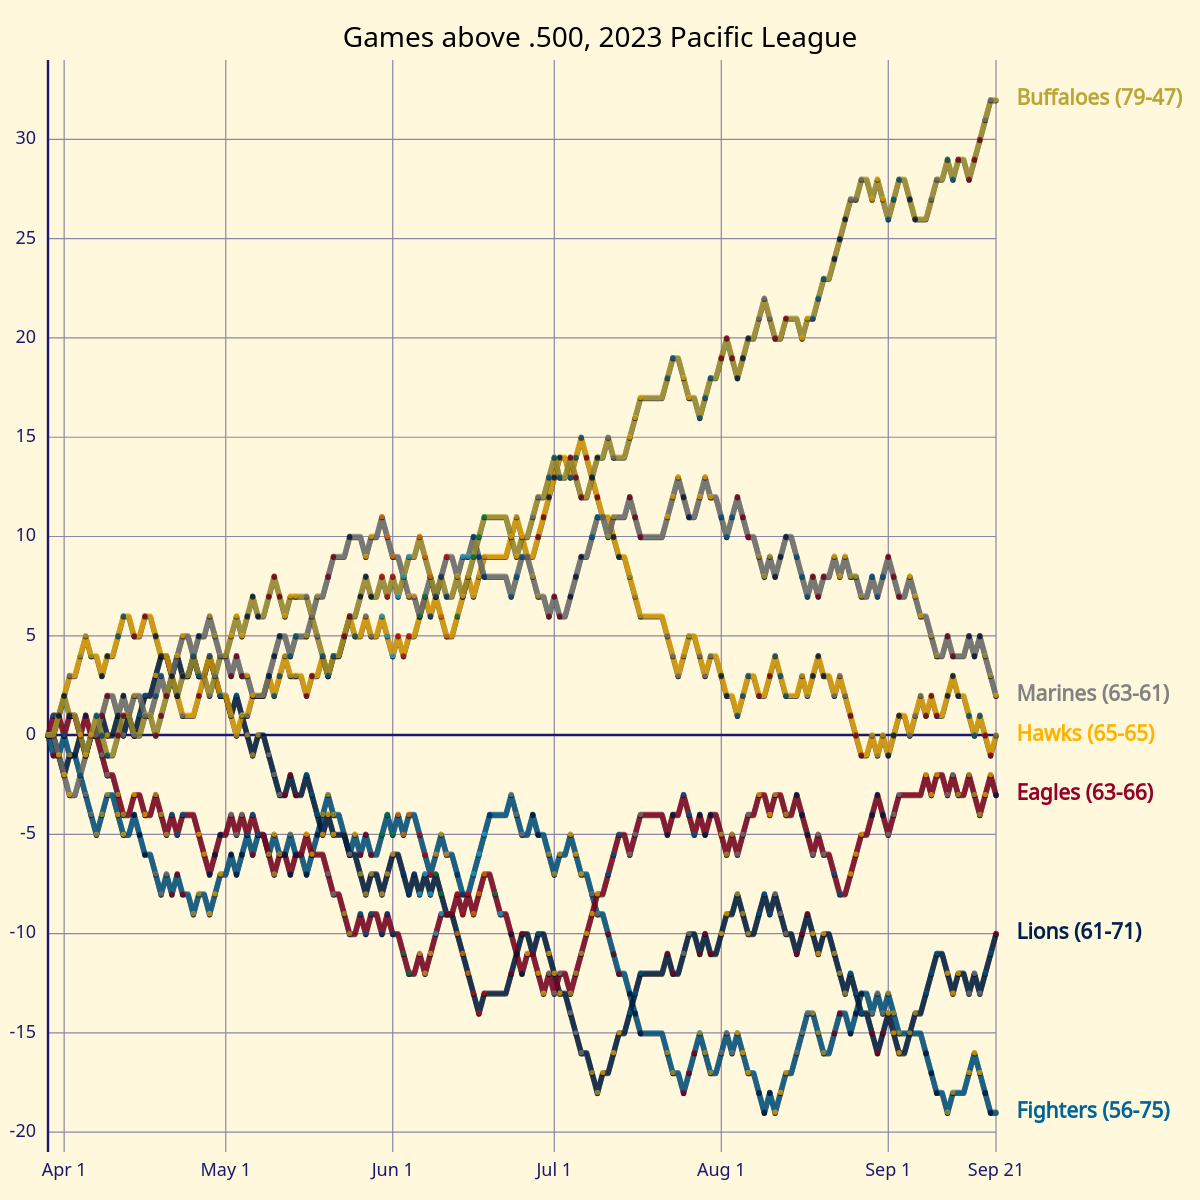 Games above .500, 2023 Pacific League
30
25
20
15
10
5
0
-5
-10
-15
-20
Buffaloes (79-47)
Marines (63-61)
Hawks (65-65)
Eagles (63-66)
Lions (61-71)
Fighters (56-75)
Apr 1 May 1 Jun 1 Jul 1 Aug 1 Sep 1 Sep 21